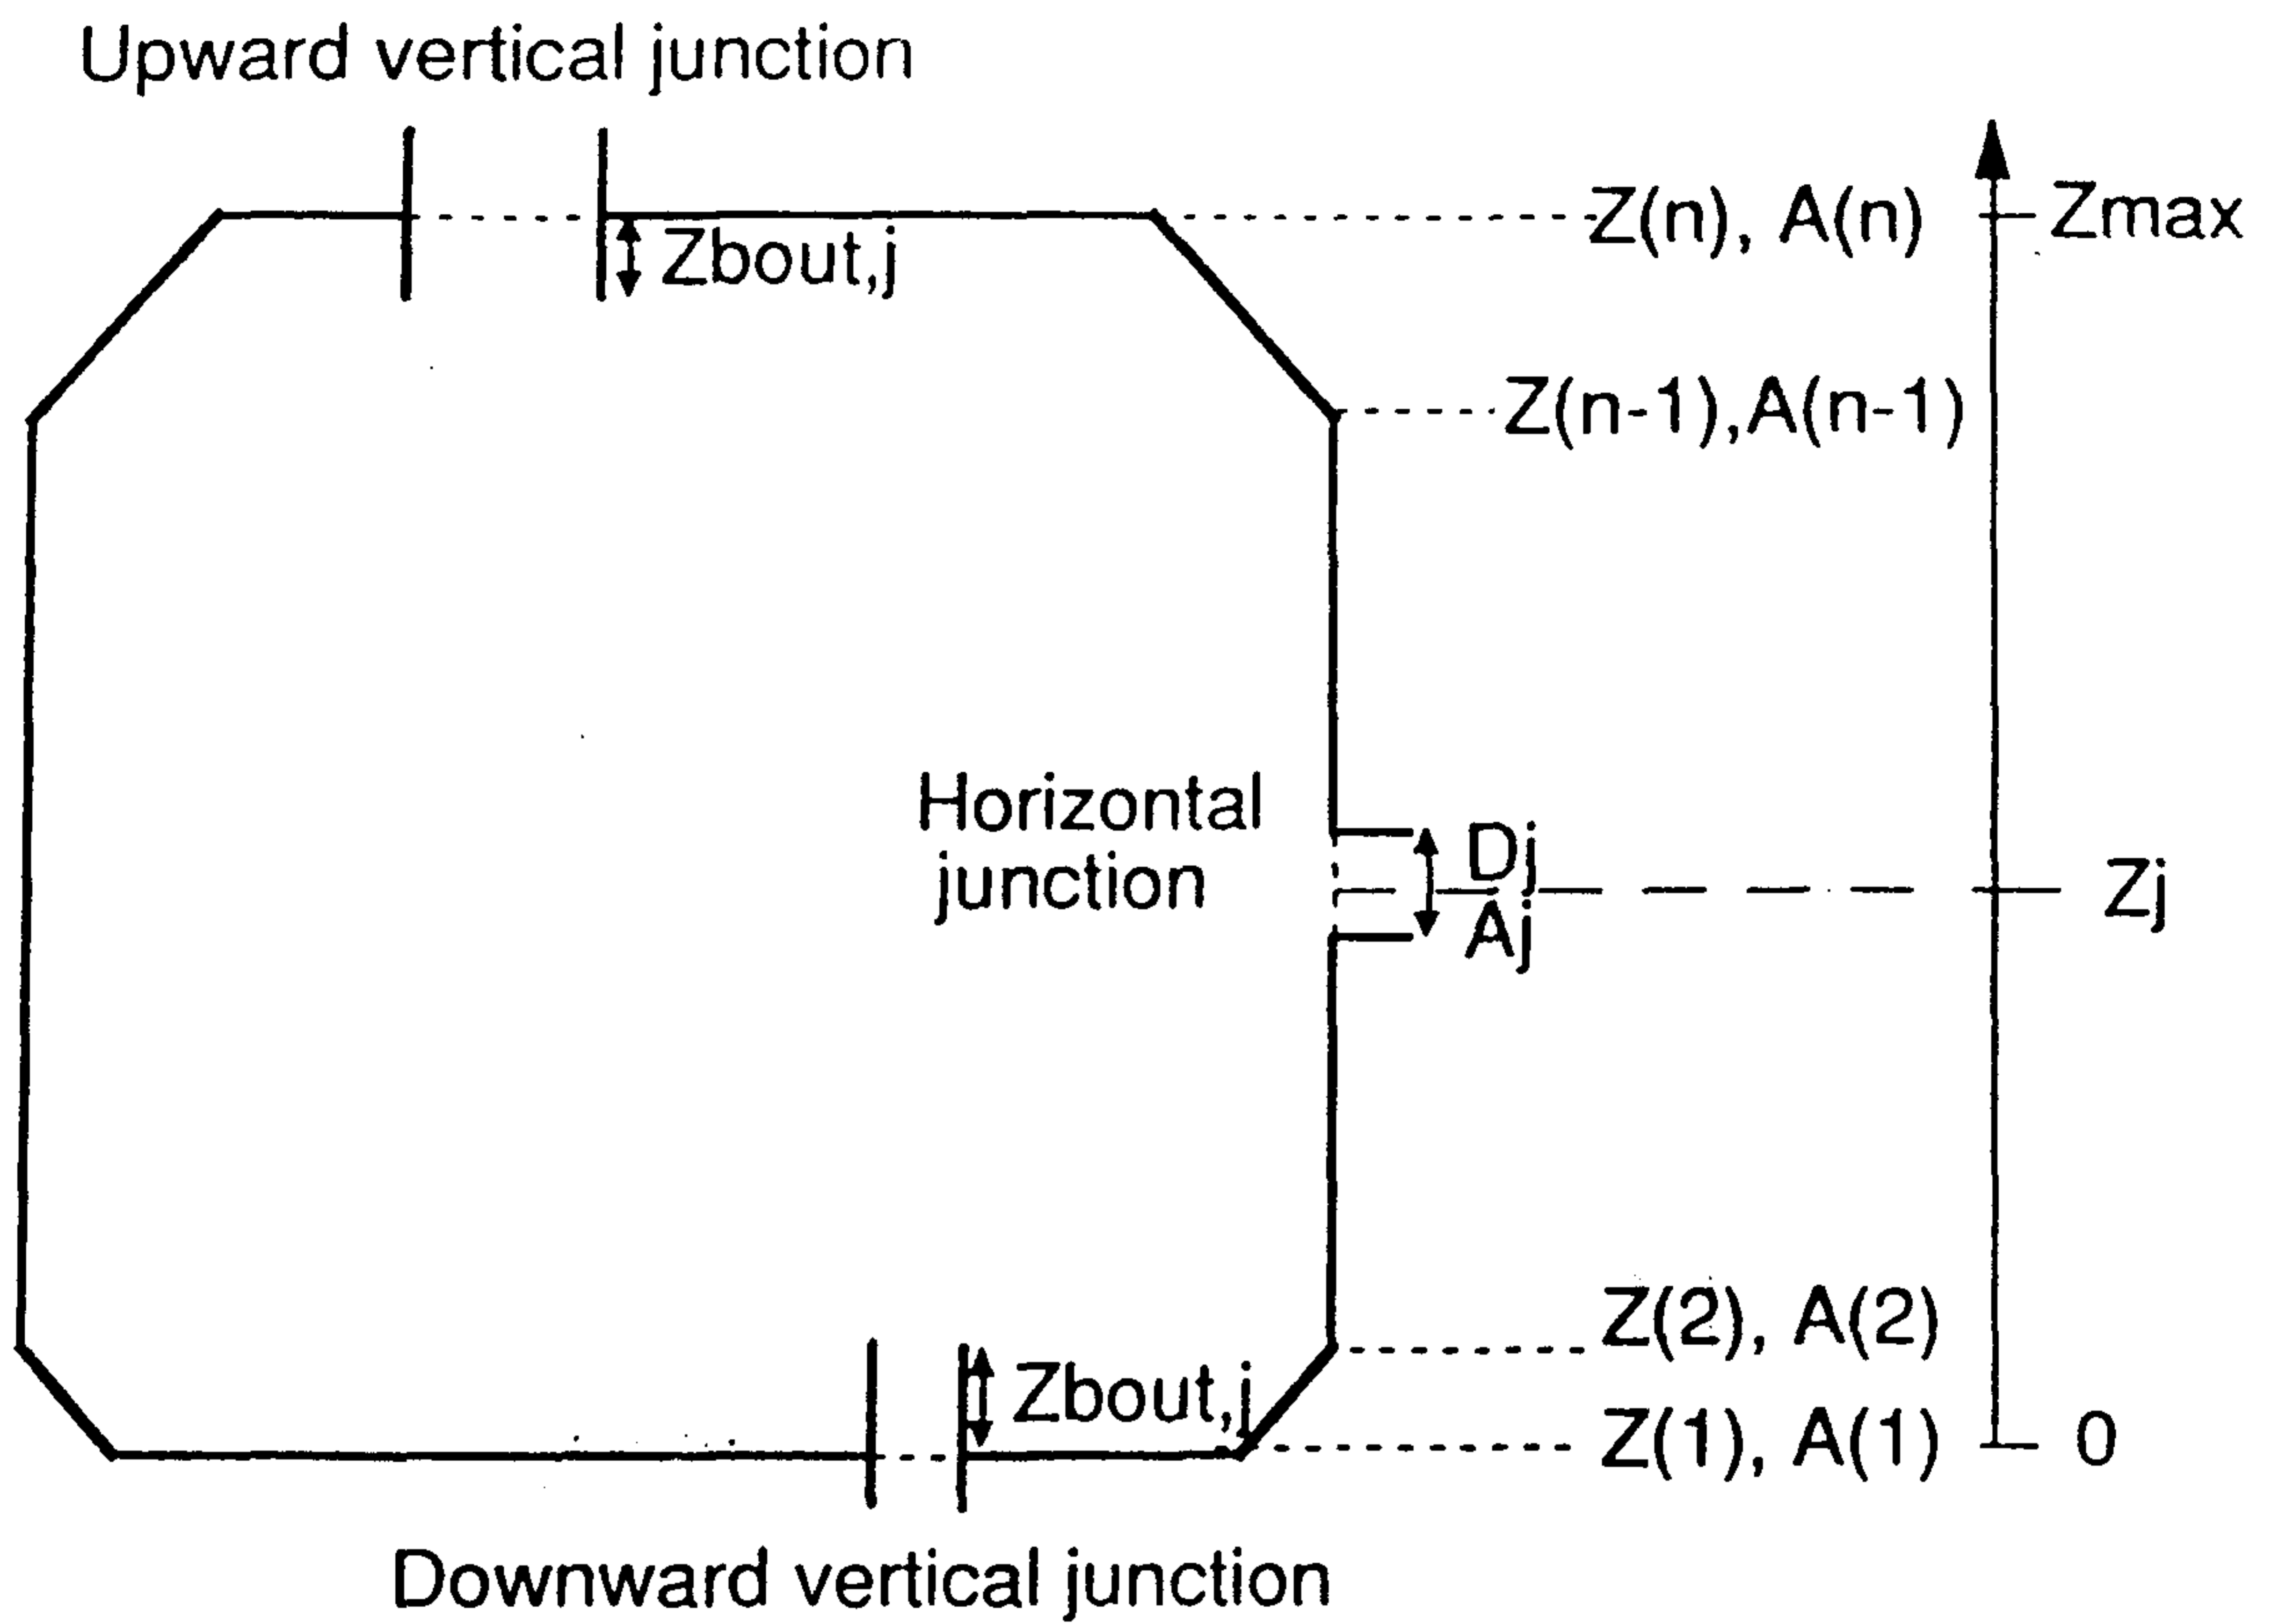 Upward vertical junction
Z(n), A(n)
Zmax
Zbout,j
Z(n-1),A(n-1)
Horizontal
junction
Dj
Aj
Zj
Z(2), A(2)
Zbout,j
Z(1), A(1)
0
Downward vertical junction